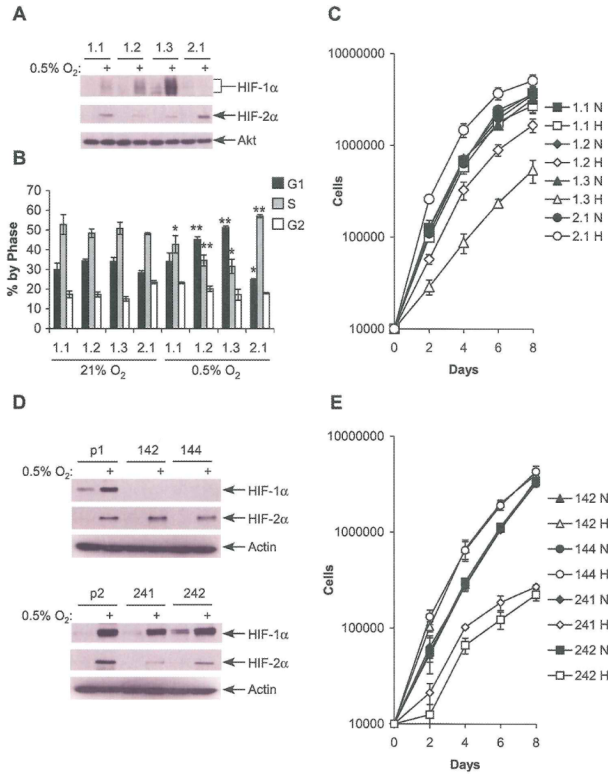 A
1.1 1.2 1.3 2.1
0.5% O₂: + + + +
HIF-1α
HIF-2α
Akt
B
G1
S
G2
% by Phase
60
50
40
30
20
10
0
* ** ** * ** * **
1.1 1.2 1.3 2.1 1.1 1.2 1.3 2.1
21% O₂ 0.5% O₂
C
10000000
1000000
100000
10000
Cells
0 2 4 6 8
Days
1.1 N
1.1 H
1.2 N
1.2 H
1.3 N
1.3 H
2.1 N
2.1 H
D
p1 142 144
0.5% O₂: + + +
HIF-1α
HIF-2α
Actin
p2 241 242
0.5% O₂: + + +
HIF-1α
HIF-2α
Actin
E
10000000
1000000
100000
10000
Cells
0 2 4 6 8
Days
142 N
142 H
144 N
144 H
241 N
241 H
242 N
242 H